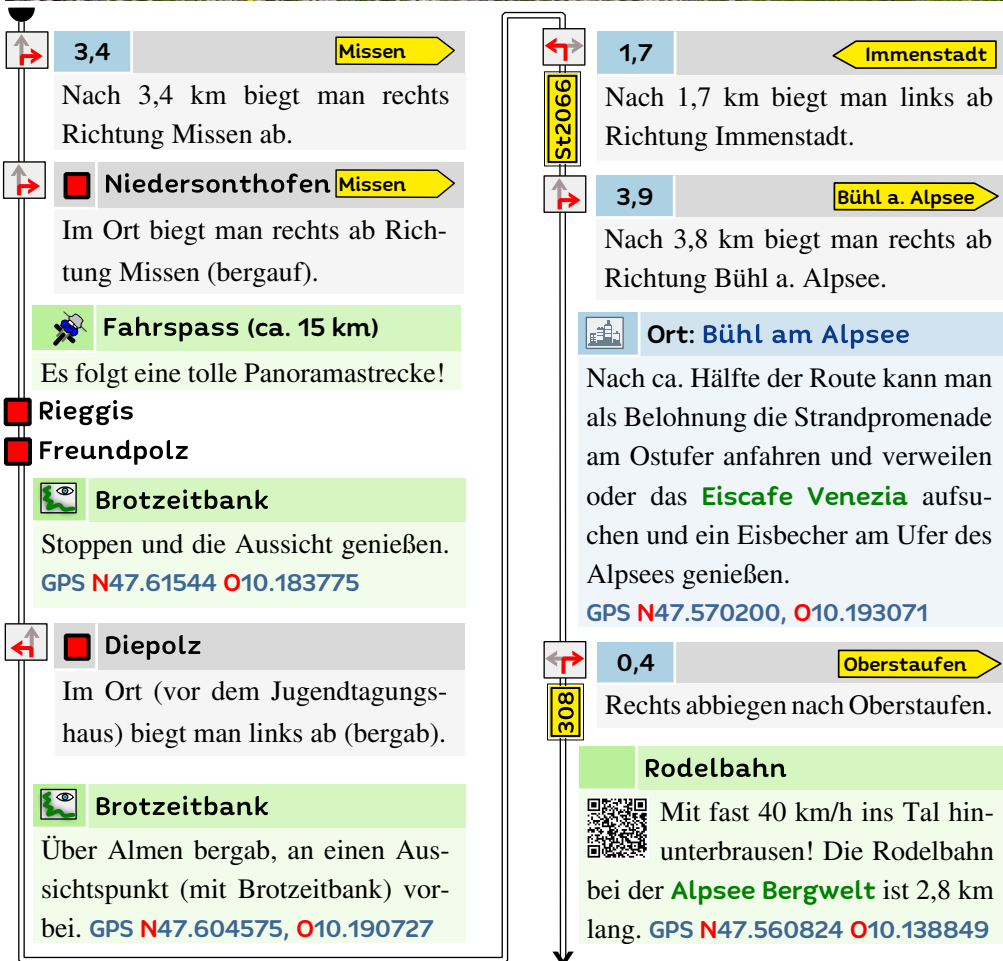 3,4 Missen
Nach 3,4 km biegt man rechts
Richtung Missen ab.
Niedersonthofen Missen
Im Ort biegt man rechts ab Rich-
tung Missen (bergauf).
Fahrspass (ca. 15 km)
Es folgt eine tolle Panoramastrecke!
Rieggis
Freundpolz
Brotzeitbank
Stoppen und die Aussicht genießen.
GPS N47.61544 O10.183775
Diepolz
Im Ort (vor dem Jugendtagungs-
haus) biegt man links ab (bergab).
Brotzeitbank
Über Almen bergab, an einen Aus-
sichtspunkt (mit Brotzeitbank) vor-
bei. GPS N47.604575, O10.190727
1,7 Immenstadt
St2066
Nach 1,7 km biegt man links ab
Richtung Immenstadt.
3,9 Bühl a. Alpsee
Nach 3,8 km biegt man rechts ab
Richtung Bühl a. Alpsee.
Ort: Bühl am Alpsee
Nach ca. Hälfte der Route kann man
als Belohnung die Strandpromenade
am Ostufer anfahren und verweilen
oder das Eiscafe Venezia aufsu-
chen und ein Eisbecher am Ufer des
Alpsees genießen.
GPS N47.570200, O10.193071
0,4 Oberstaufen
308
Rechts abbiegen nach Oberstaufen.
Rodelbahn
Mit fast 40 km/h ins Tal hin-
unterbrausen! Die Rodelbahn
bei der Alpsee Bergwelt ist 2,8 km
lang. GPS N47.560824 O10.138849